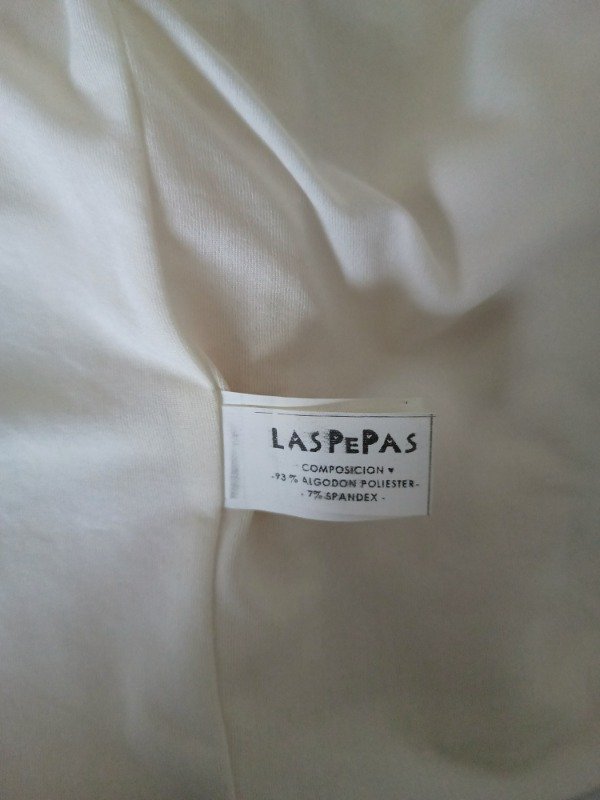 LASPePAS
COMPOSICION ♥
-93% ALGODON POLIESTER-
- 7% SPANDEX -